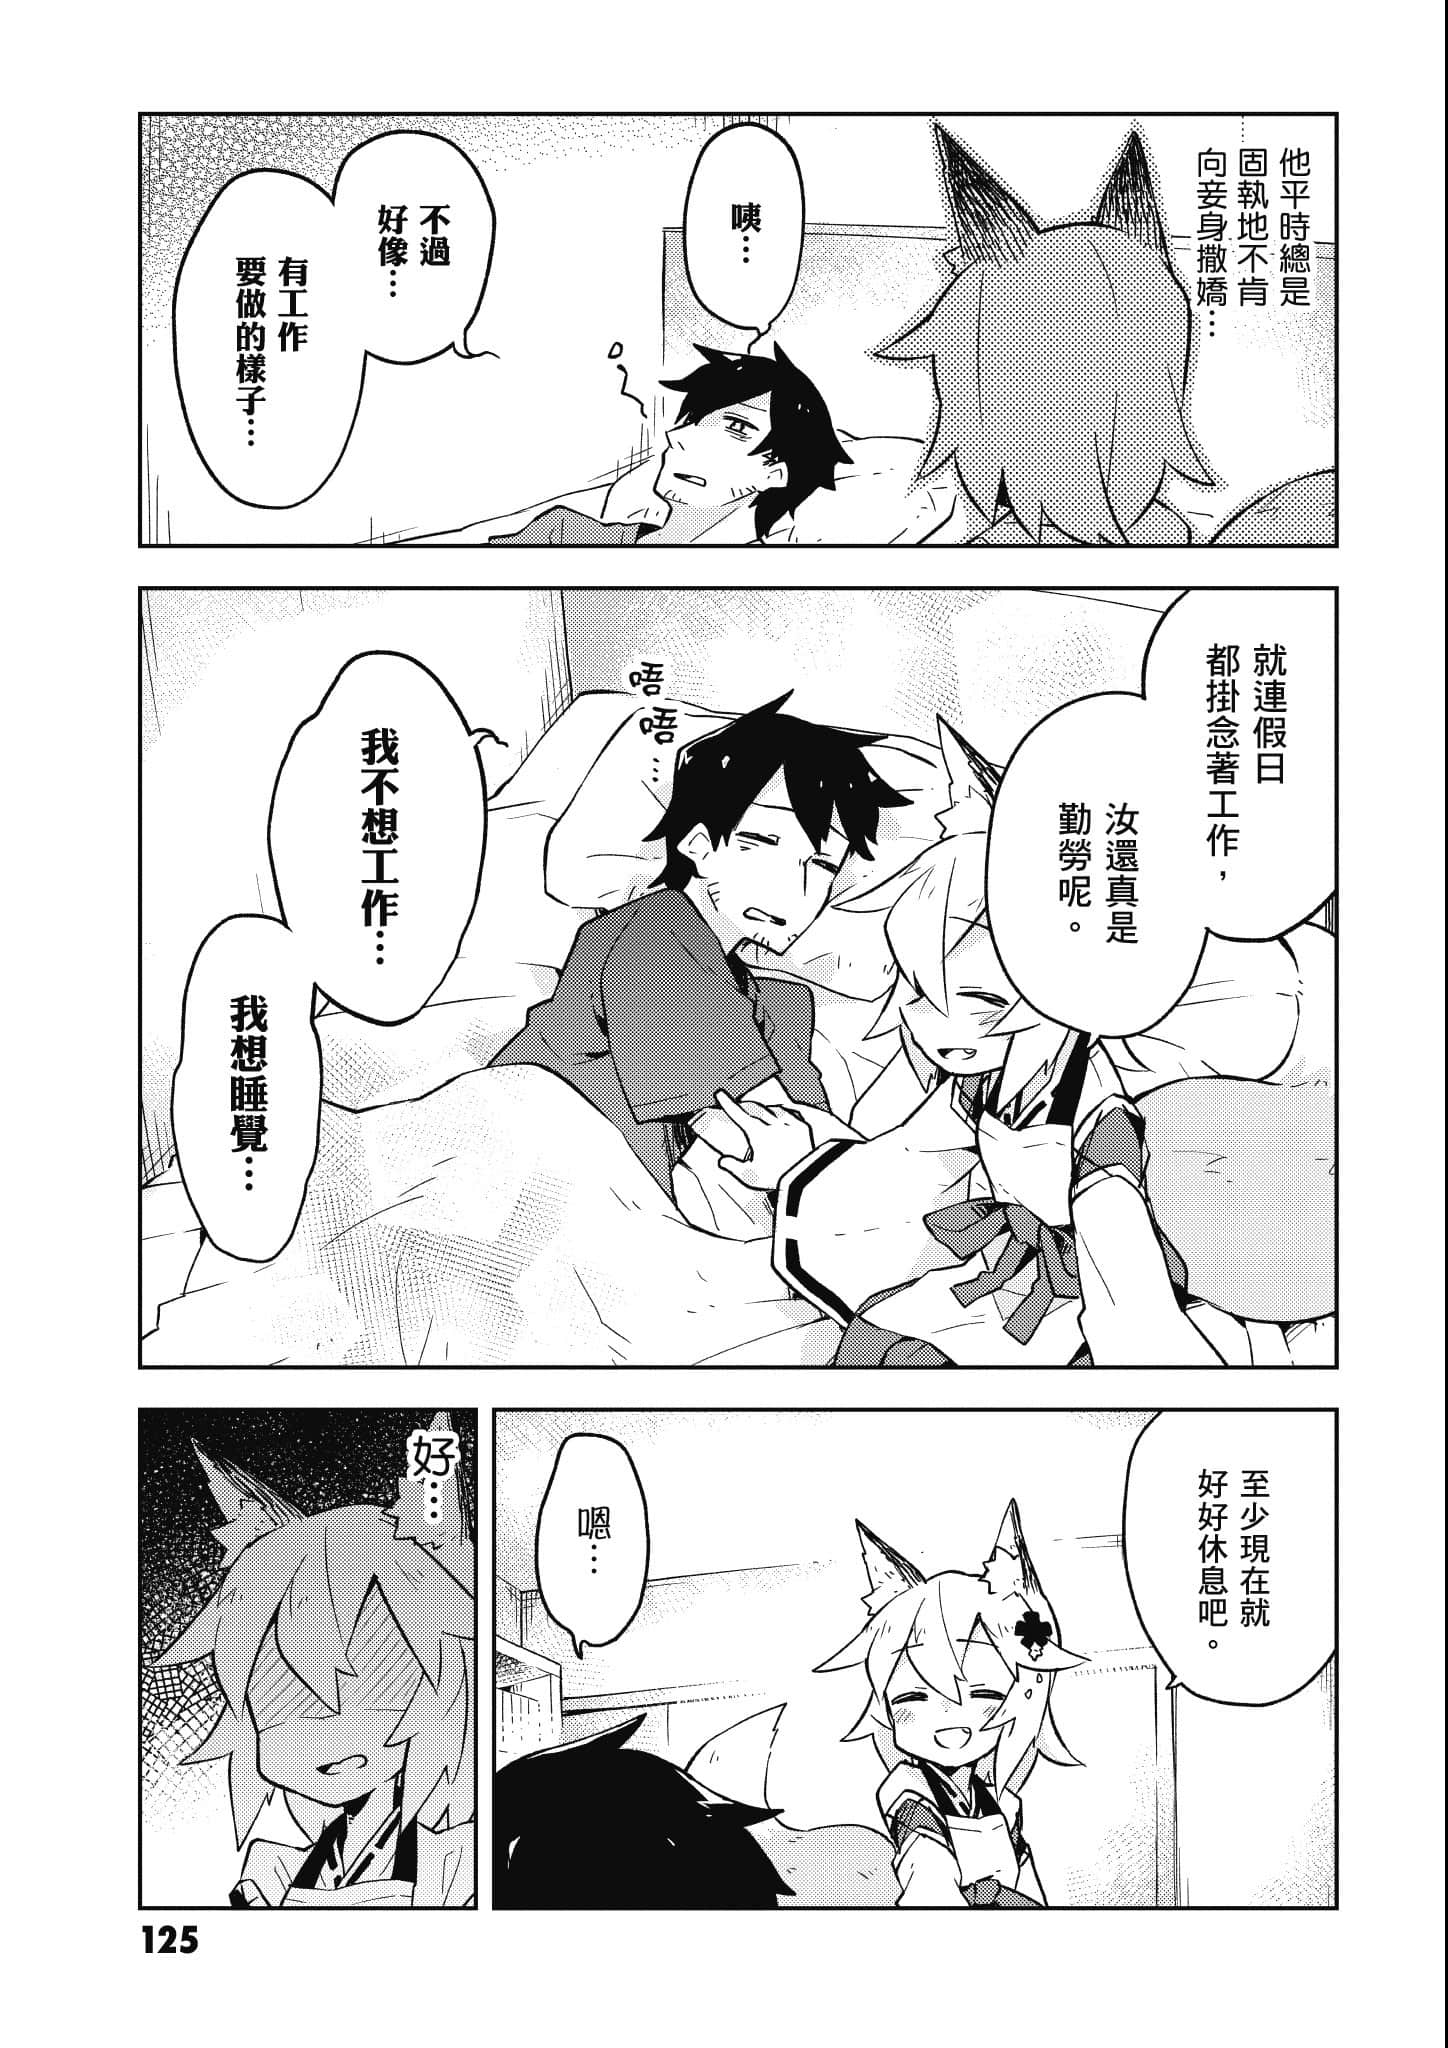 他平時總是
固執地不肯
向妾身撒嬌…
咦…
不過
好像…
有工作
要做的樣子…
就連假日
都掛念著工作，
汝還真是
勤勞呢。
唔
唔…
我不想工作…
我想睡覺…
至少現在就
好好休息吧。
嗯…
好…
125